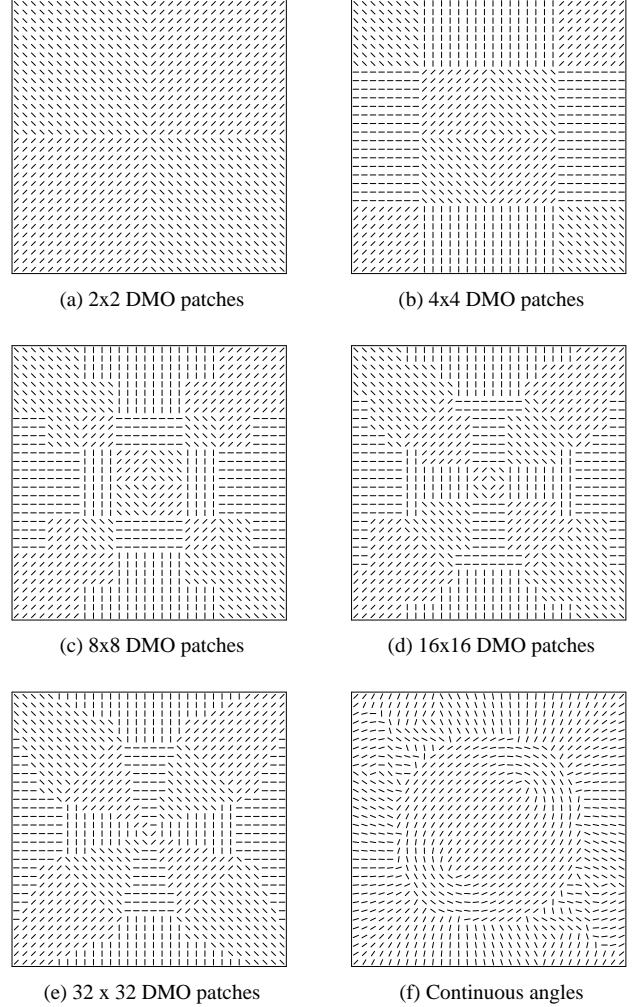 (a) 2x2 DMO patches
(b) 4x4 DMO patches
(c) 8x8 DMO patches
(d) 16x16 DMO patches
(e) 32 x 32 DMO patches
(f) Continuous angles